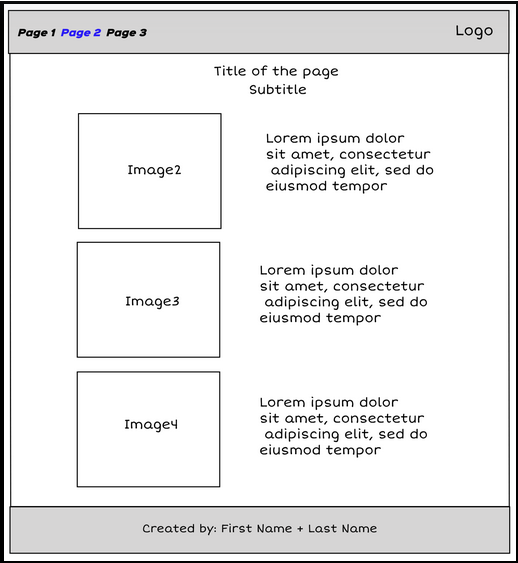 Page 1 Page 2 Page 3
Logo
Title of the page
Subtitle
Image2
Lorem ipsum dolor
sit amet, consectetur
adipiscing elit, sed do
eiusmod tempor
Image3
Lorem ipsum dolor
sit amet, consectetur
adipiscing elit, sed do
eiusmod tempor
Image4
Lorem ipsum dolor
sit amet, consectetur
adipiscing elit, sed do
eiusmod tempor
Created by: First Name + Last Name